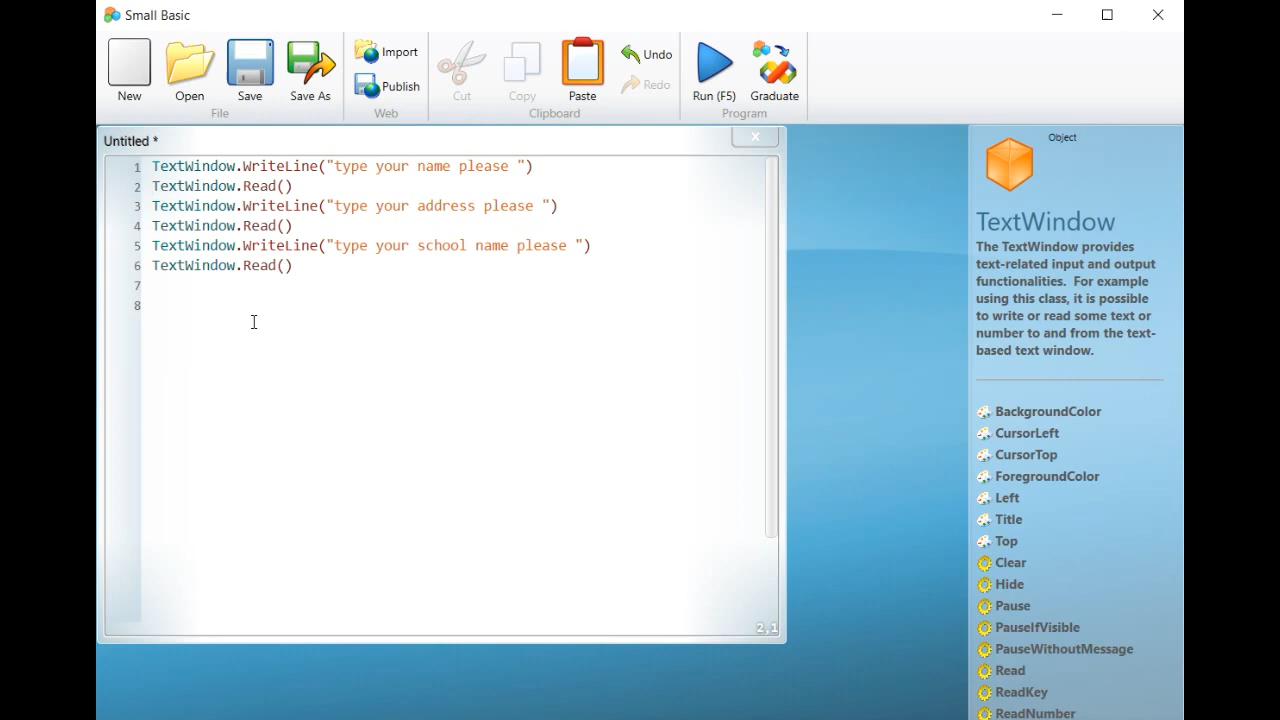 Small Basic
New
Open
Save
Save As
File
Import
Publish
Web
Cut
Copy
Paste
Undo
Redo
Clipboard
Run (F5)
Graduate
Program
Untitled *
1 TextWindow.WriteLine("type your name please ")
2 TextWindow.Read()
3 TextWindow.WriteLine("type your address please ")
4 TextWindow.Read()
5 TextWindow.WriteLine("type your school name please ")
6 TextWindow.Read()
7
8
2,1
Object
TextWindow
The TextWindow provides
text-related input and output
functionalities.  For example
using this class, it is possible
to write or read some text or
number to and from the text-
based text window.
BackgroundColor
CursorLeft
CursorTop
ForegroundColor
Left
Title
Top
Clear
Hide
Pause
PauseIfVisible
PauseWithoutMessage
Read
ReadKey
ReadNumber